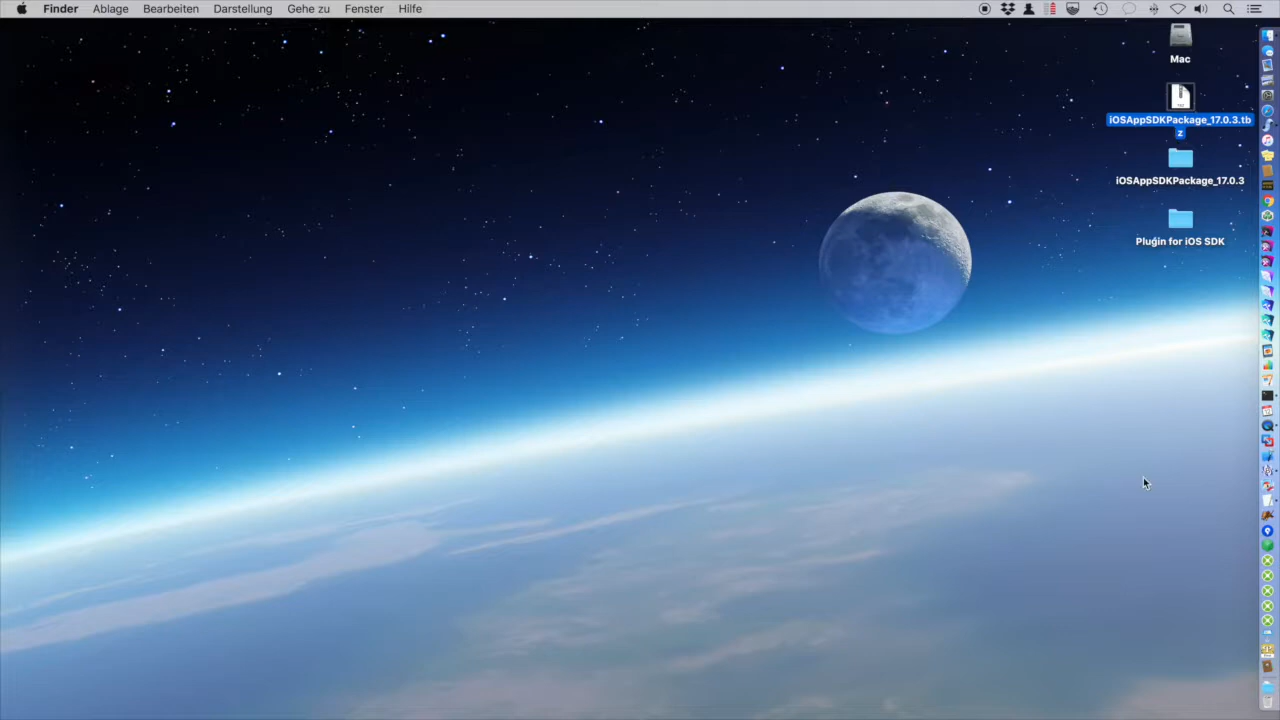 Finder Ablage Bearbeiten Darstellung Gehe zu Fenster Hilfe
Mac
iOSAppSDKPackage_17.0.3.tb
z
iOSAppSDKPackage_17.0.3
Plugin for iOS SDK